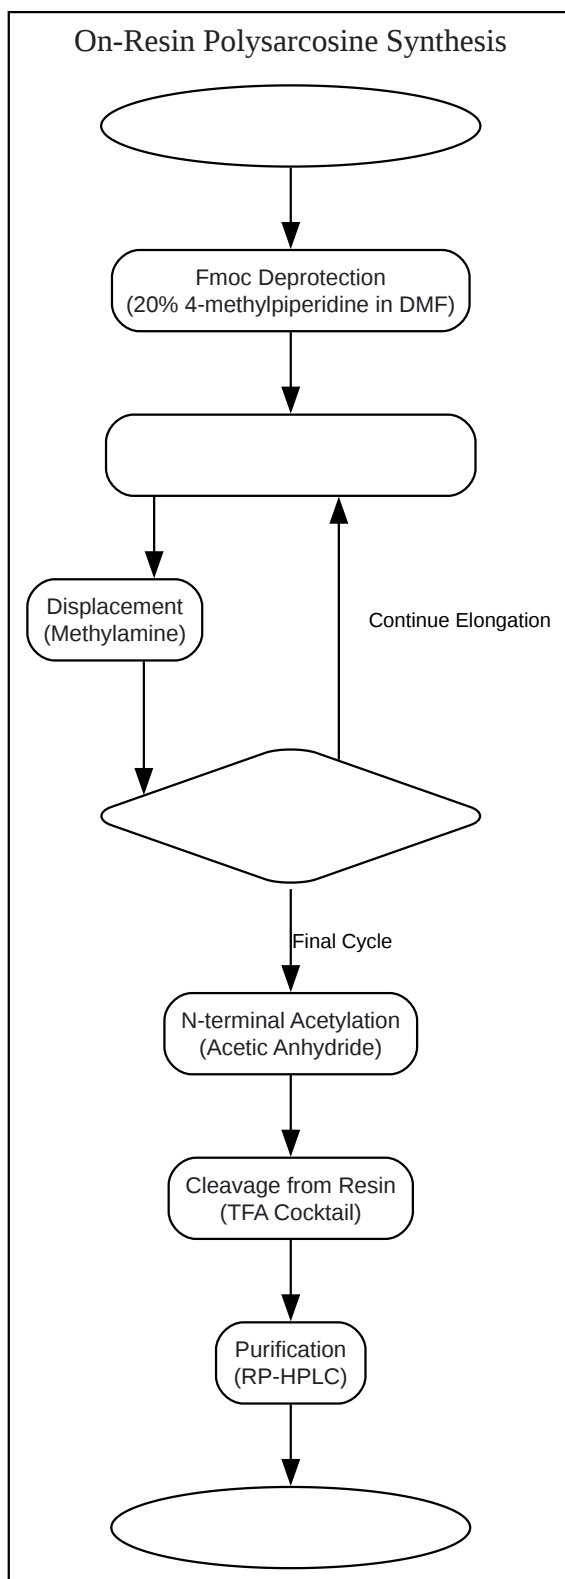 On-Resin Polysarcosine Synthesis
Fmoc Deprotection
(20% 4-methylpiperidine in DMF)
Displacement
(Methylamine)
Continue Elongation
Final Cycle
N-terminal Acetylation
(Acetic Anhydride)
Cleavage from Resin
(TFA Cocktail)
Purification
(RP-HPLC)